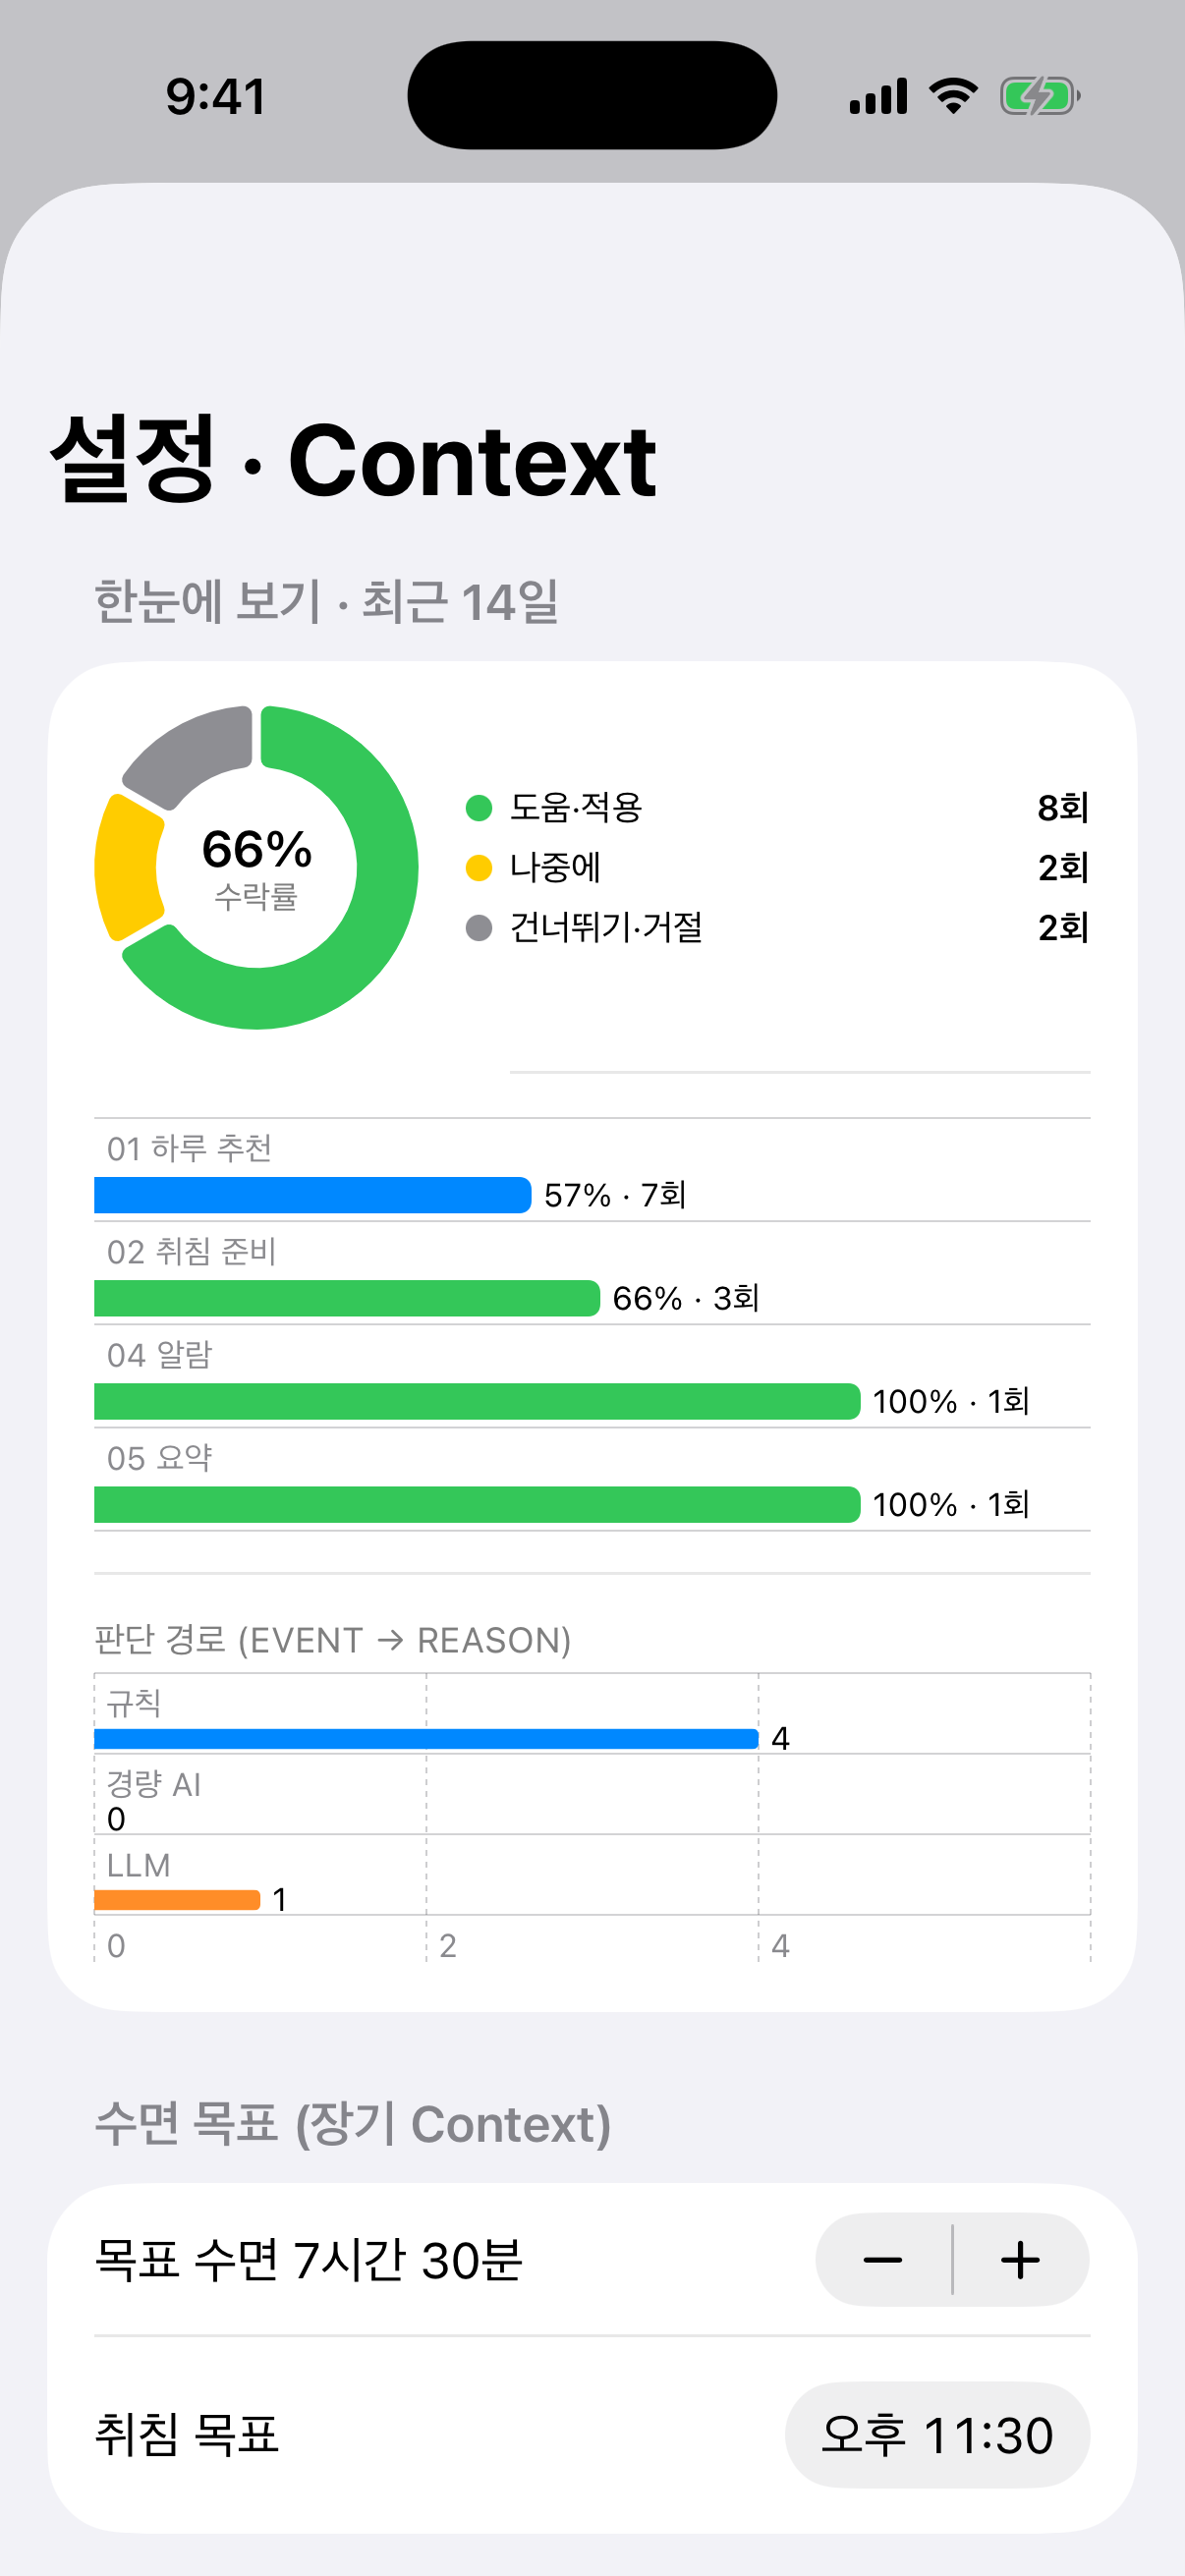 9:41
설정 · Context
한눈에 보기 · 최근 14일
66%
수락률
도움·적용 8회
나중에 2회
건너뛰기·거절 2회
01 하루 추천
57% · 7회
02 취침 준비
66% · 3회
04 알람
100% · 1회
05 요약
100% · 1회
판단 경로 (EVENT → REASON)
규칙
4
경량 AI
0
LLM
1
0 2 4
수면 목표 (장기 Context)
목표 수면 7시간 30분
취침 목표 오후 11:30